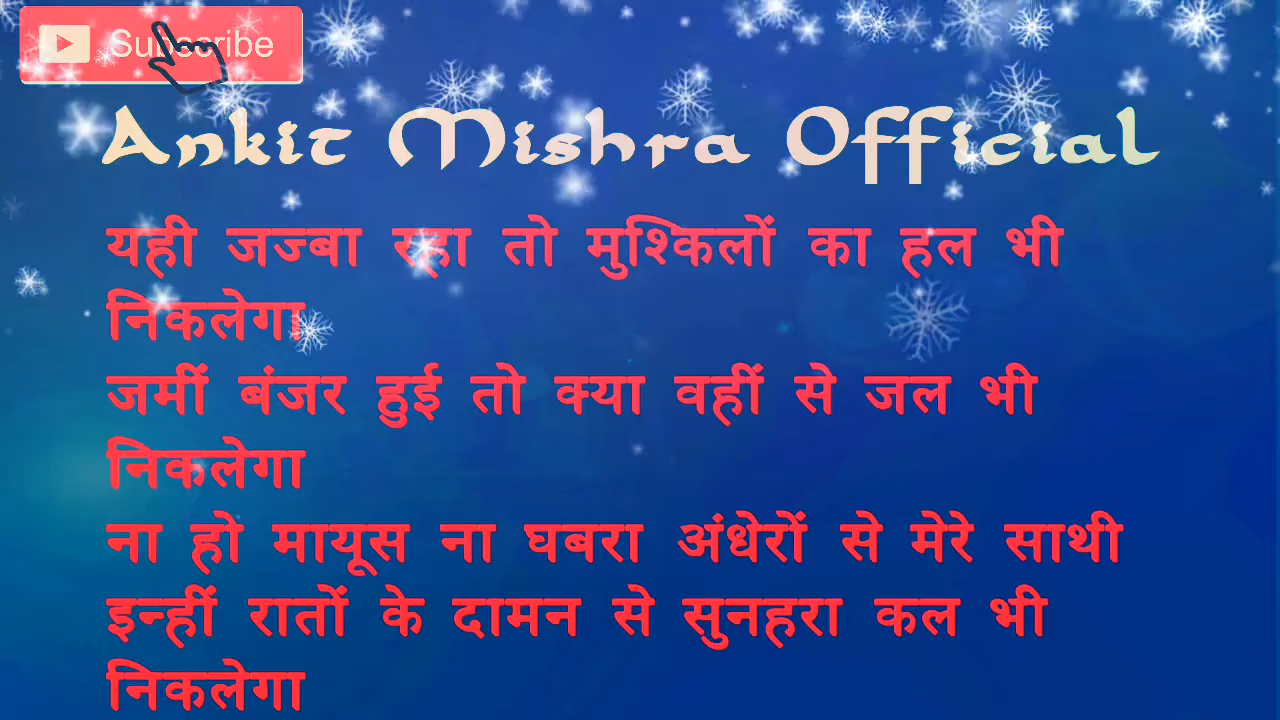 Subscribe
Ankit Mishra Official
यही जज्बा रहा तो मुश्किलों का हल भी
निकलेगा
जमीं बंजर हुई तो क्या वहीं से जल भी
निकलेगा
ना हो मायूस ना घबरा अंधेरों से मेरे साथी
इन्हीं रातों के दामन से सुनहरा कल भी
निकलेगा